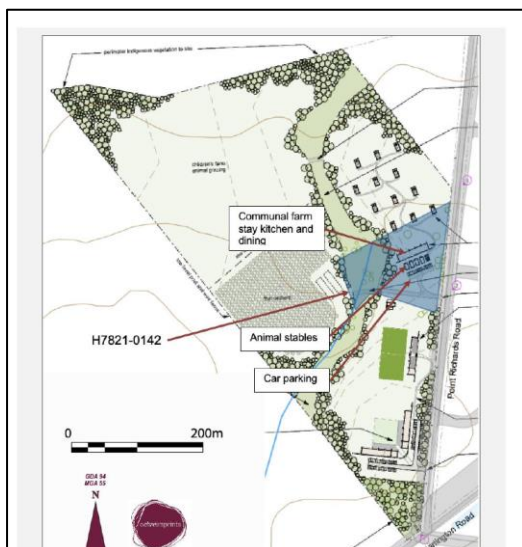 perimeter indigenous vegetation to site
children's farm
animal grazing
Communal farm
stay kitchen and
dining
H7821-0142
Animal stables
Car parking
Point Richards Road
0
200m
GDA 94
MGA 55
N
Road